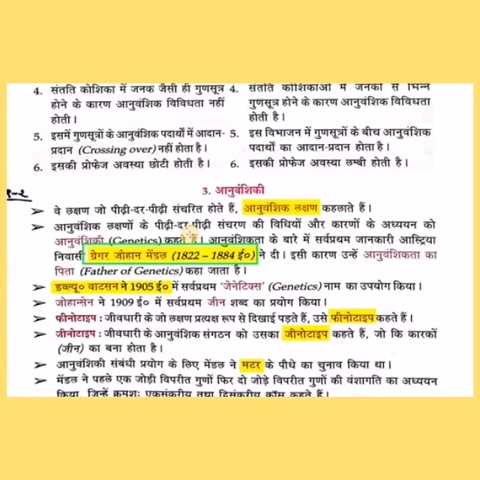 4. संतति कोशिका में जनक जैसी ही गुणसूत्र
होने के कारण आनुवंशिक विविधता नहीं
होती।
4. संतति कोशिकाओं में जनकों से भिन्न
गुणसूत्र होने के कारण आनुवंशिक विविधता
होती है।
5. इसमें गुणसूत्रों के आनुवंशिक पदार्थों में आदान-
प्रदान (Crossing over) नहीं होता है।
5. इस विभाजन में गुणसूत्रों के बीच आनुवंशिक
पदार्थों का आदान-प्रदान होता है।
6. इसकी प्रोफेज अवस्था छोटी होती है।
6. इसकी प्रोफेज अवस्था लम्बी होती है।
3. आनुवंशिकी
➢ वे लक्षण जो पीढ़ी-दर-पीढ़ी संचरित होते हैं, आनुवंशिक लक्षण कहलाते हैं।
➢ आनुवंशिक लक्षणों के पीढ़ी-दर-पीढ़ी संचरण की विधियों और कारणों के अध्ययन को
आनुवंशिकी (Genetics) कहते हैं। आनुवंशिकता के बारे में सर्वप्रथम जानकारी आस्ट्रिया
निवासी ग्रेगर जोहान मेंडल (1822 – 1884 ई०) ने दी। इसी कारण उन्हें आनुवंशिकता का
पिता (Father of Genetics) कहा जाता है।
➢ डब्ल्यू० वाटसन ने 1905 ई० में सर्वप्रथम 'जेनेटिक्स' (Genetics) नाम का उपयोग किया।
➢ जोहान्सेन ने 1909 ई० में सर्वप्रथम जीन शब्द का प्रयोग किया।
➢ फीनोटाइप : जीवधारी के जो लक्षण प्रत्यक्ष रूप से दिखाई पड़ते हैं, उसे फीनोटाइप कहते हैं।
➢ जीनोटाइप : जीवधारी के आनुवंशिक संगठन को उसका जीनोटाइप कहते हैं, जो कि कारकों
(जीन) का बना होता है।
➢ आनुवंशिकी संबंधी प्रयोग के लिए मेंडल ने मटर के पौधे का चुनाव किया था।
➢ मेंडल ने पहले एक जोड़ी विपरीत गुणों फिर दो जोड़े विपरीत गुणों की वंशागति का अध्ययन
किया, जिन्हें क्रमशः एकसंकरीय तथा द्विसंकरीय क्रॉस कहते हैं।